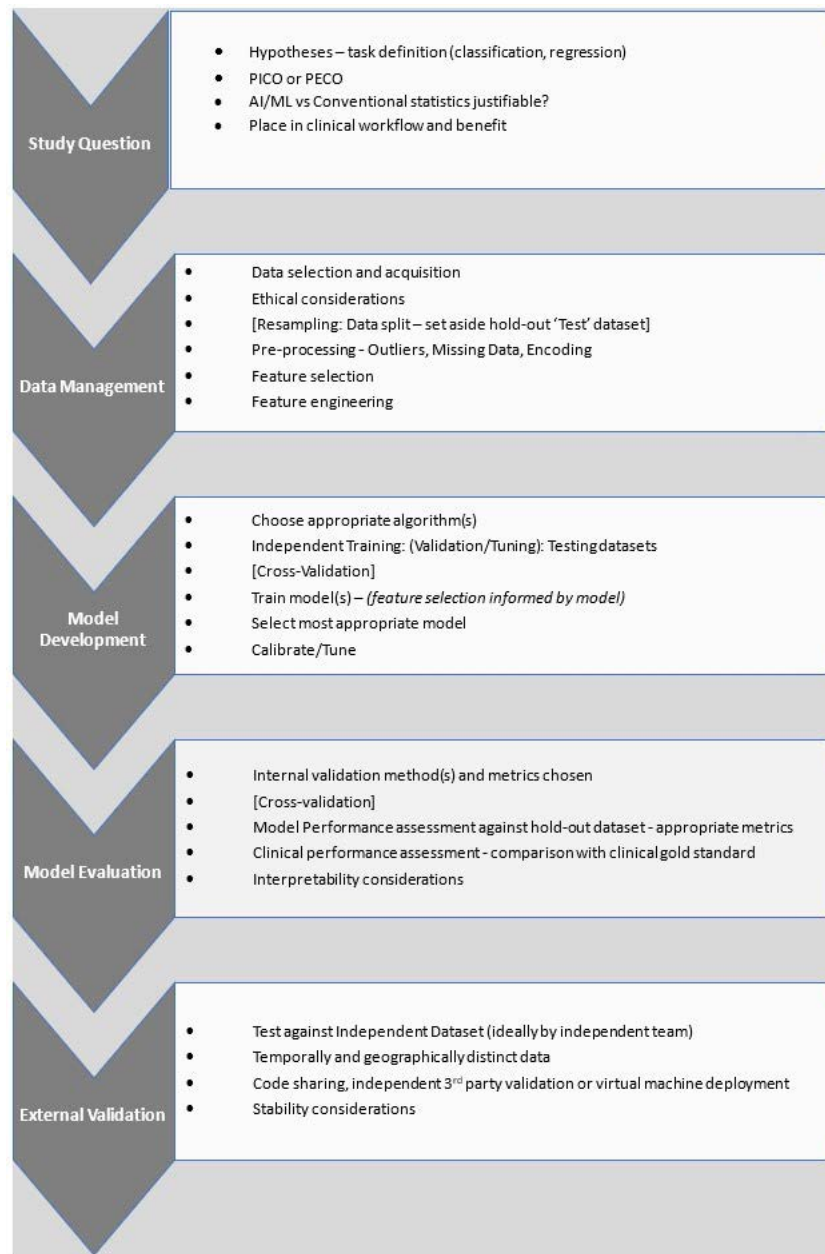 Study Question
• Hypotheses – task definition (classification, regression)
• PICO or PECO
• AI/ML vs Conventional statistics justifiable?
• Place in clinical workflow and benefit
Data Management
• Data selection and acquisition
• Ethical considerations
• [Resampling: Data split – set aside hold-out ‘Test’ dataset]
• Pre-processing - Outliers, Missing Data, Encoding
• Feature selection
• Feature engineering
Model
Development
• Choose appropriate algorithm(s)
• Independent Training: (Validation/Tuning): Testing datasets
• [Cross-Validation]
• Train model(s) – (feature selection informed by model)
• Select most appropriate model
• Calibrate/Tune
Model Evaluation
• Internal validation method(s) and metrics chosen
• [Cross-validation]
• Model Performance assessment against hold-out dataset - appropriate metrics
• Clinical performance assessment - comparison with clinical gold standard
• Interpretability considerations
External Validation
• Test against Independent Dataset (ideally by independent team)
• Temporally and geographically distinct data
• Code sharing, independent 3rd party validation or virtual machine deployment
• Stability considerations